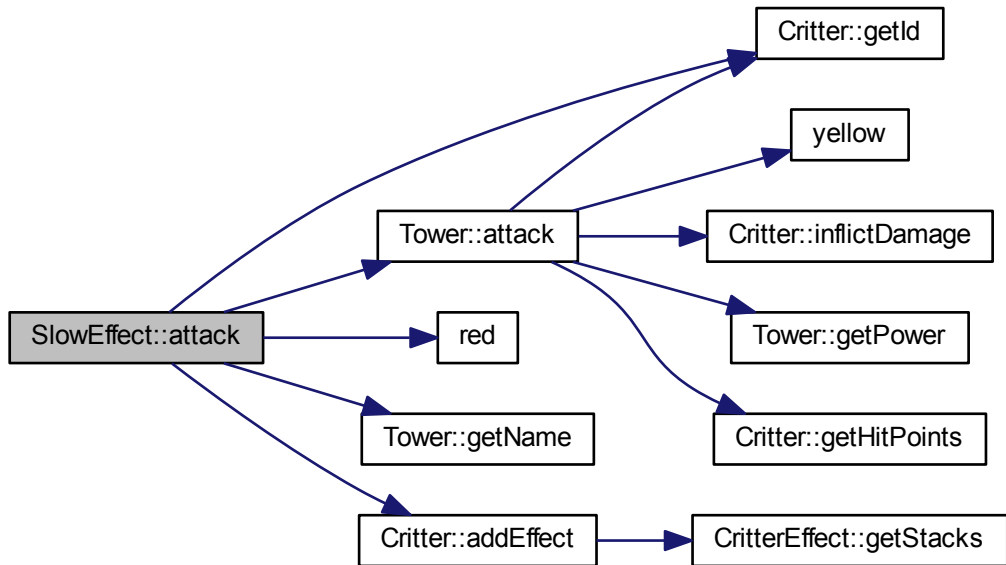 Critter::getId
yellow
Tower::attack
Critter::inflictDamage
SlowEffect::attack
red
Tower::getPower
Tower::getName
Critter::getHitPoints
Critter::addEffect
CritterEffect::getStacks